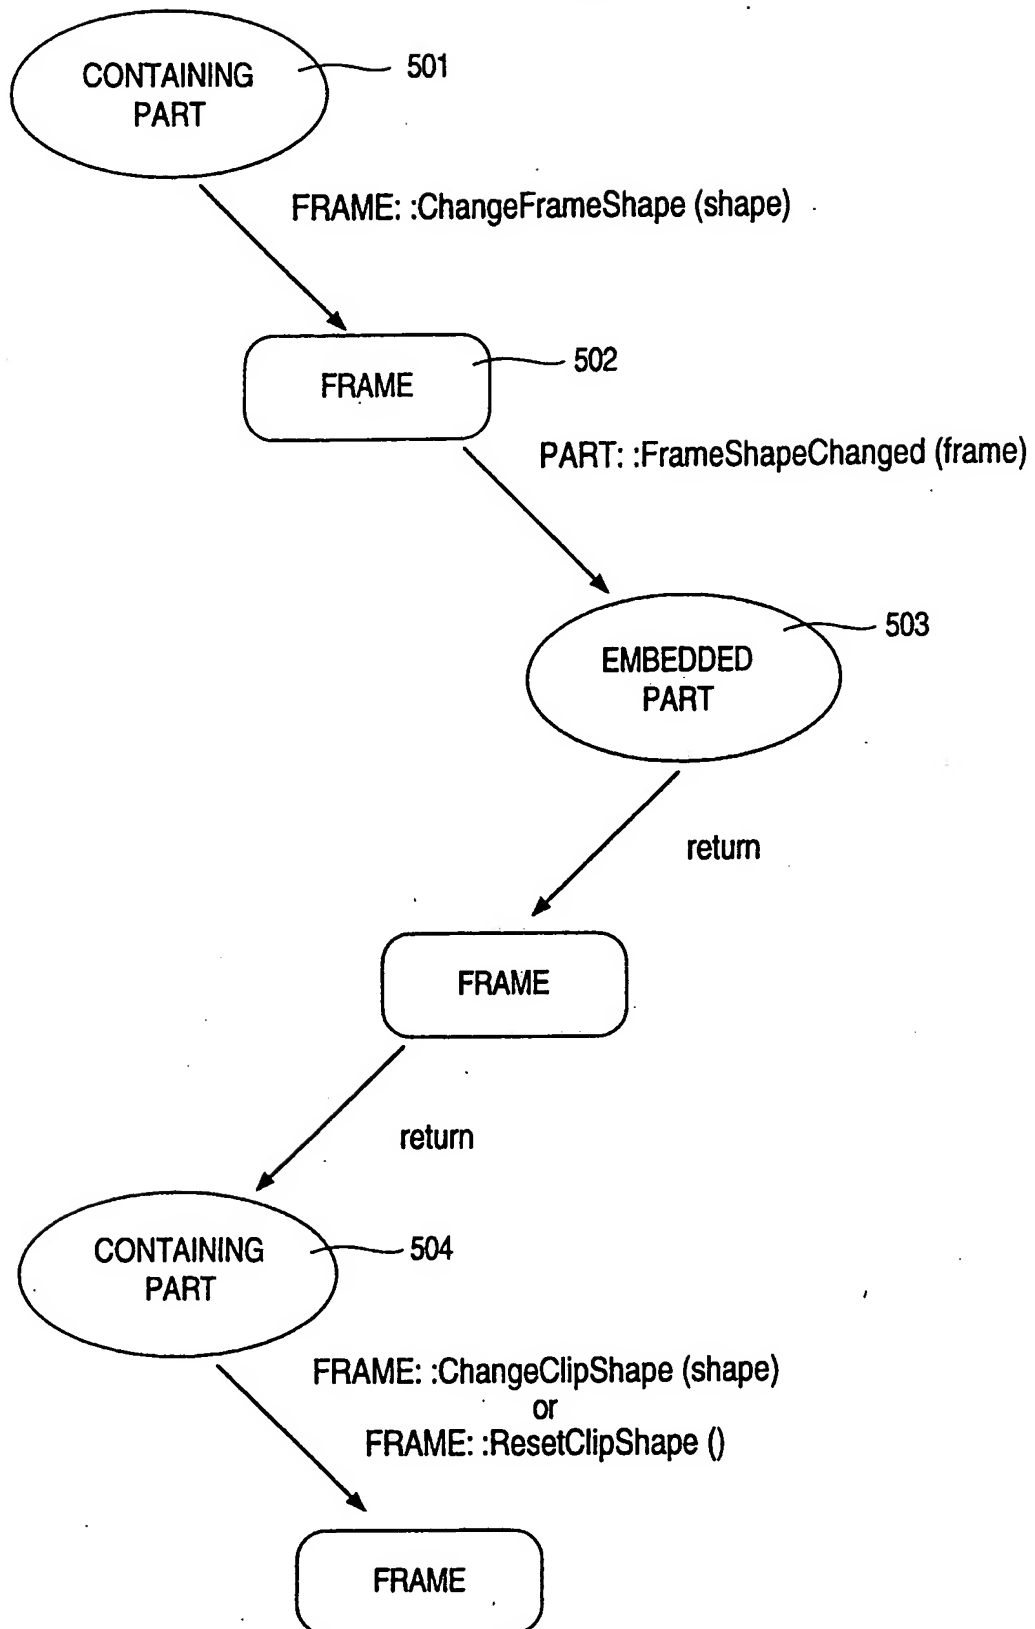 CONTAINING
PART
501
FRAME: :ChangeFrameShape (shape)
FRAME
502
PART: :FrameShapeChanged (frame)
EMBEDDED
PART
503
return
FRAME
return
CONTAINING
PART
504
FRAME: :ChangeClipShape (shape)
or
FRAME: :ResetClipShape ()
FRAME